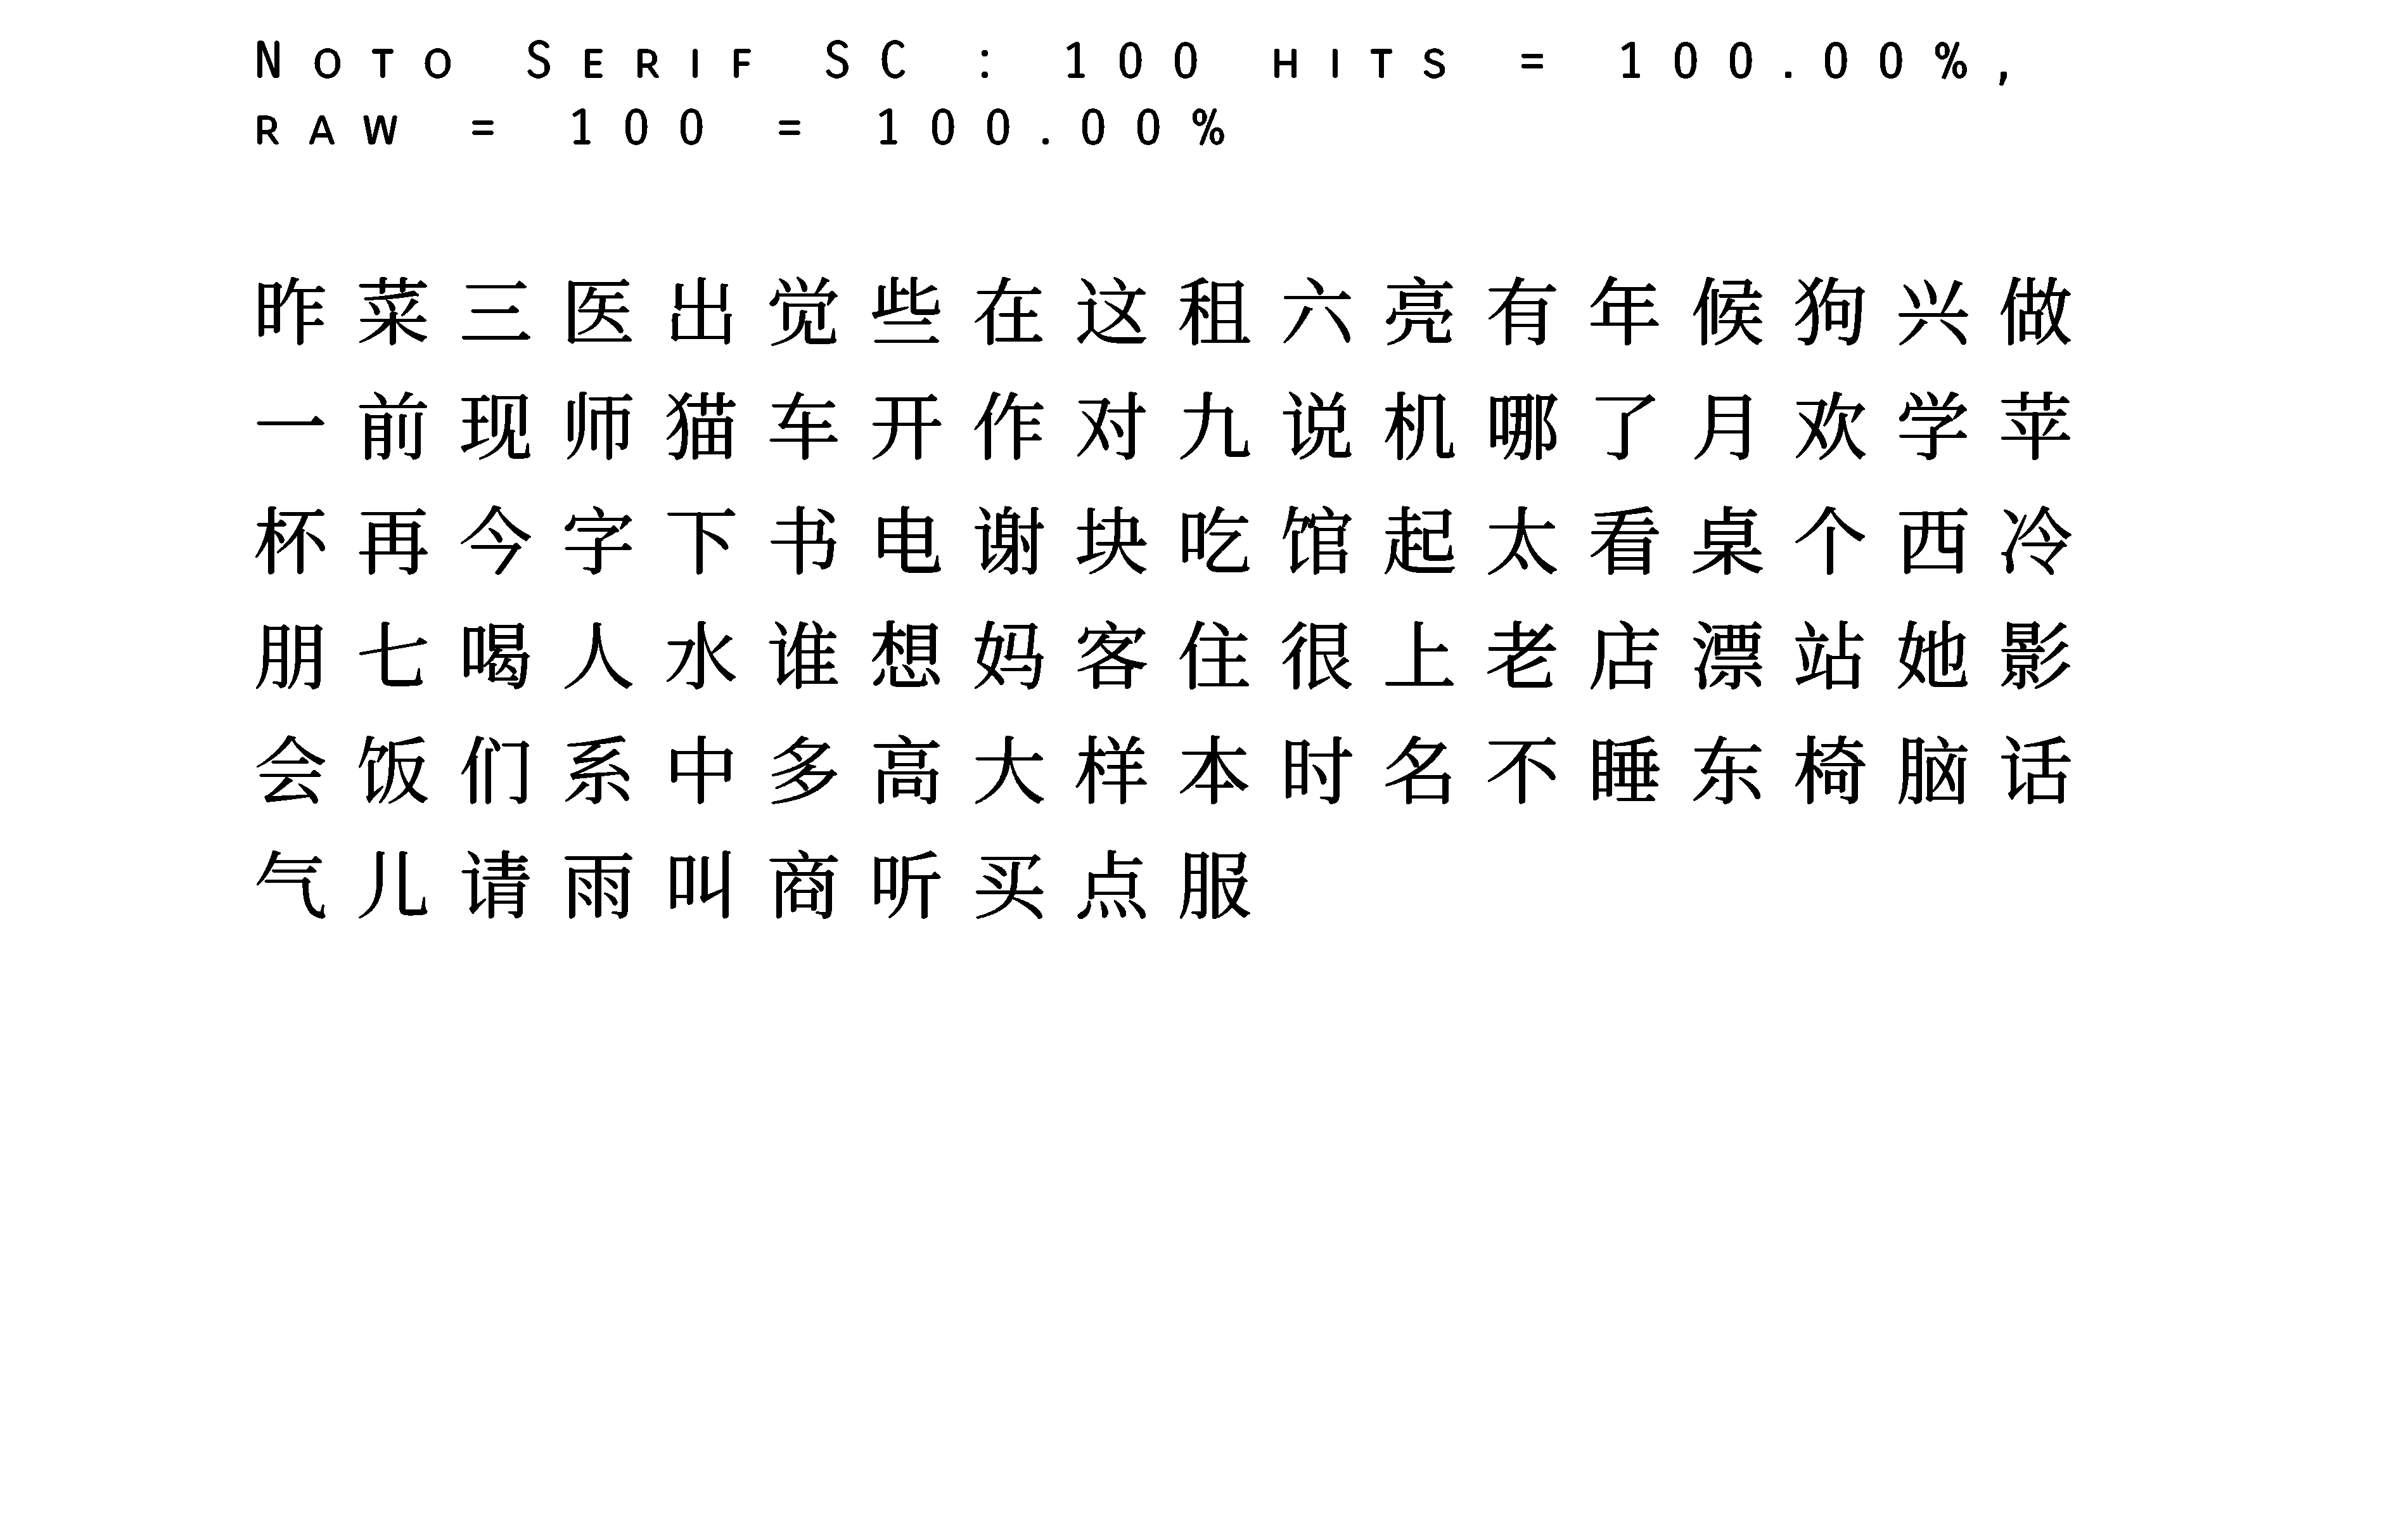 Noto Serif SC : 100 hits = 100.00%,
raw = 100 = 100.00%
昨菜三医出觉些在这租六亮有年候狗兴做
一前现师猫车开作对九说机哪了月欢学苹
杯再今字下书电谢块吃馆起太看桌个西冷
朋七喝人水谁想妈客住很上老店漂站她影
会饭们系中多高大样本时名不睡东椅脑话
气儿请雨叫商听买点服